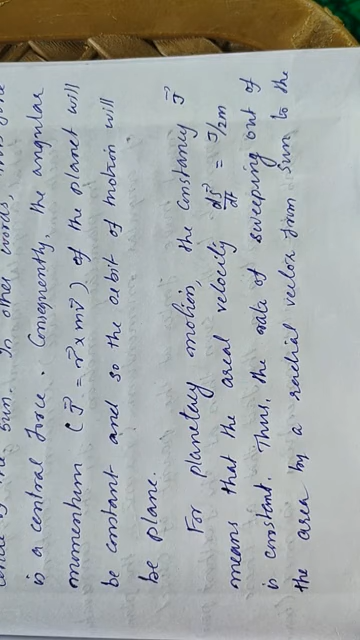 the sun. In other words, this force
is a central force. Consequently, the angular
momentum (J⃗ = r⃗ × mv⃗) of the planet will
be constant and so the orbit of motion will
be plane.
For planetary motion, the constancy J⃗
means that the areal velocity dS⃗/dt = J/2m
is constant. Thus, the rate of sweeping out of
the area by a radial vector from Sun to the